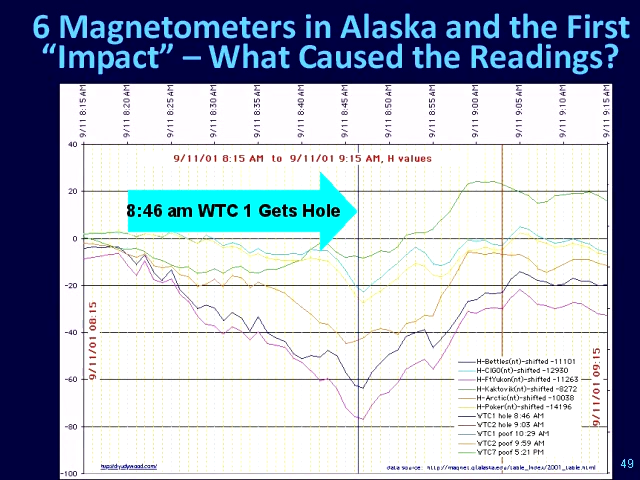 6 Magnetometers in Alaska and the First
“Impact” – What Caused the Readings?
9/11 8:15 AM
9/11 8:20 AM
9/11 8:25 AM
9/11 8:30 AM
9/11 8:35 AM
9/11 8:40 AM
9/11 8:45 AM
9/11 8:50 AM
9/11 8:55 AM
9/11 9:00 AM
9/11 9:05 AM
9/11 9:10 AM
9/11 9:15 AM
40
20
0
-20
-40
-60
-80
-100
9/11/01 8:15 AM to 9/11/01 9:15 AM, H values
8:46 am WTC 1 Gets Hole
9/11/01 08:15
9/11/01 09:15
H-Bettles(nt)-shifted -11101
H-CIGO(nt)-shifted -12930
H-FtYukon(nt)-shifted -11263
H-Kaktovik(nt)-shifted -8272
H-Arctic(nt)-shifted -10038
H-Poker(nt)-shifted -14196
WTC1 hole 8:46 AM
WTC2 hole 9:03 AM
WTC1 poof 10:29 AM
WTC2 poof 9:59 AM
WTC7 poof 5:21 PM
data source:
49